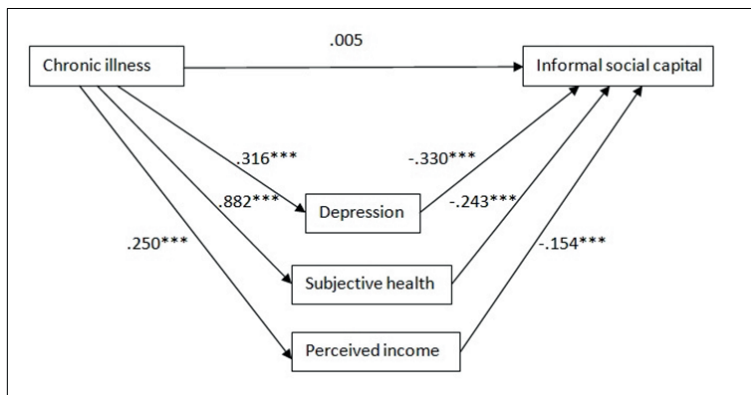 .005
Chronic illness
Informal social capital
.316***
-.330***
.882***
-.243***
Depression
.250***
-.154***
Subjective health
Perceived income